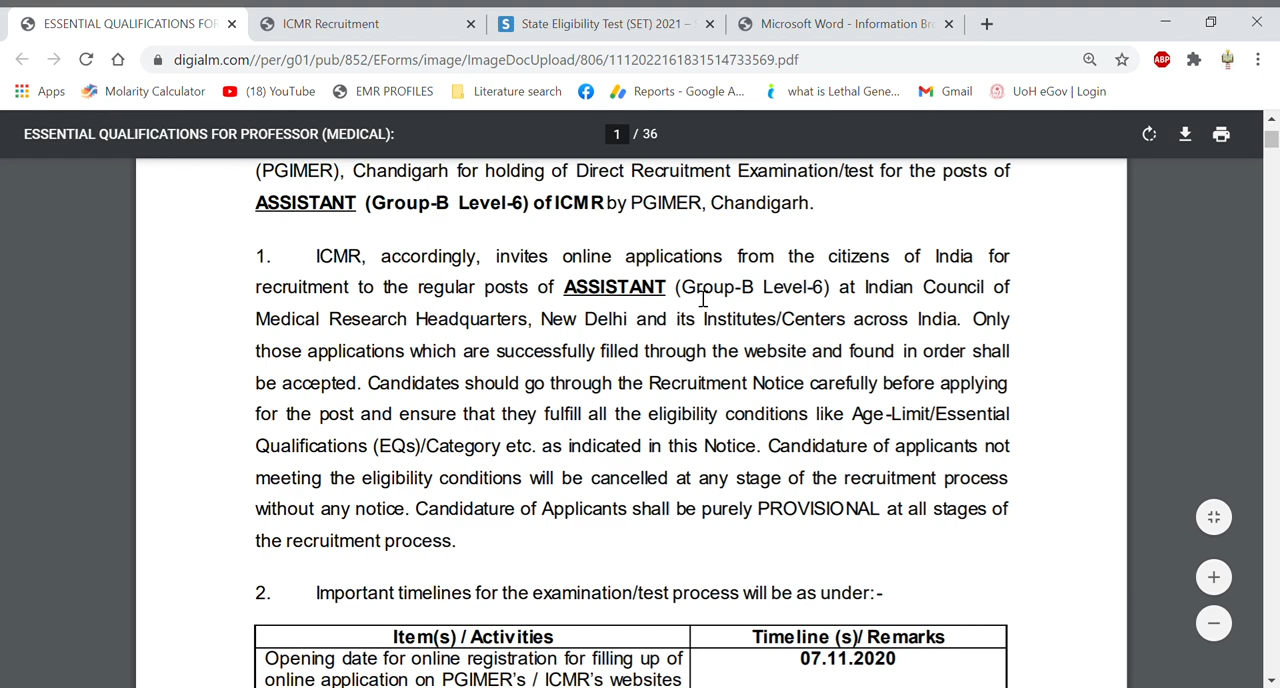 ESSENTIAL QUALIFICATIONS FOR
ICMR Recruitment
State Eligibility Test (SET) 2021 –
Microsoft Word - Information Bro
digialm.com//per/g01/pub/852/EForms/image/ImageDocUpload/806/1112022161831514733569.pdf
ABP
Apps
Molarity Calculator
(18) YouTube
EMR PROFILES
Literature search
Reports - Google A...
what is Lethal Gene...
Gmail
UoH eGov | Login
ESSENTIAL QUALIFICATIONS FOR PROFESSOR (MEDICAL):
1 / 36
(PGIMER), Chandigarh for holding of Direct Recruitment Examination/test for the posts of
ASSISTANT (Group-B Level-6) of ICMR by PGIMER, Chandigarh.
1. ICMR, accordingly, invites online applications from the citizens of India for
recruitment to the regular posts of ASSISTANT (Group-B Level-6) at Indian Council of
Medical Research Headquarters, New Delhi and its Institutes/Centers across India. Only
those applications which are successfully filled through the website and found in order shall
be accepted. Candidates should go through the Recruitment Notice carefully before applying
for the post and ensure that they fulfill all the eligibility conditions like Age-Limit/Essential
Qualifications (EQs)/Category etc. as indicated in this Notice. Candidature of applicants not
meeting the eligibility conditions will be cancelled at any stage of the recruitment process
without any notice. Candidature of Applicants shall be purely PROVISIONAL at all stages of
the recruitment process.
2. Important timelines for the examination/test process will be as under:-
Item(s) / Activities
Timeline (s)/ Remarks
Opening date for online registration for filling up of
07.11.2020
online application on PGIMER's / ICMR's websites